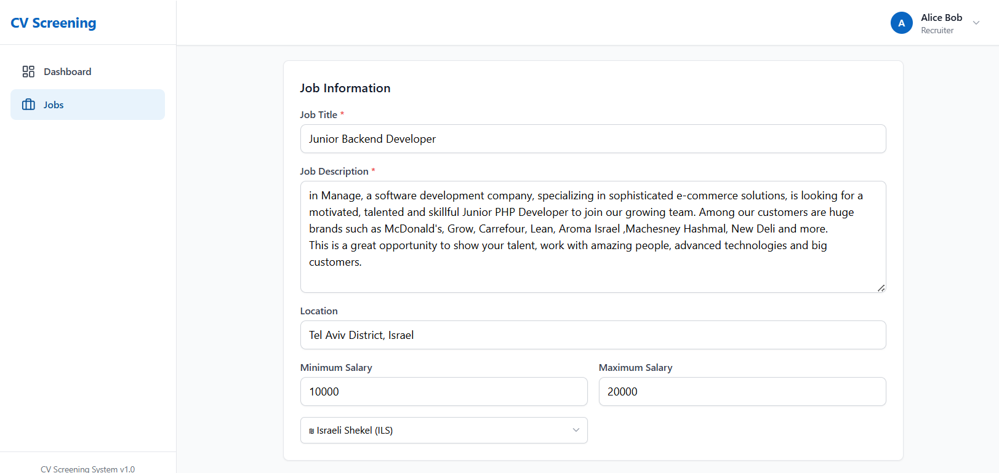 CV Screening
A
Alice Bob
Recruiter
Dashboard
Jobs
Job Information
Job Title *
Junior Backend Developer
Job Description *
in Manage, a software development company, specializing in sophisticated e-commerce solutions, is looking for a
motivated, talented and skillful Junior PHP Developer to join our growing team. Among our customers are huge
brands such as McDonald's, Grow, Carrefour, Lean, Aroma Israel ,Machesney Hashmal, New Deli and more.
This is a great opportunity to show your talent, work with amazing people, advanced technologies and big
customers.
Location
Tel Aviv District, Israel
Minimum Salary
Maximum Salary
10000
20000
₪ Israeli Shekel (ILS)
CV Screening System v1.0